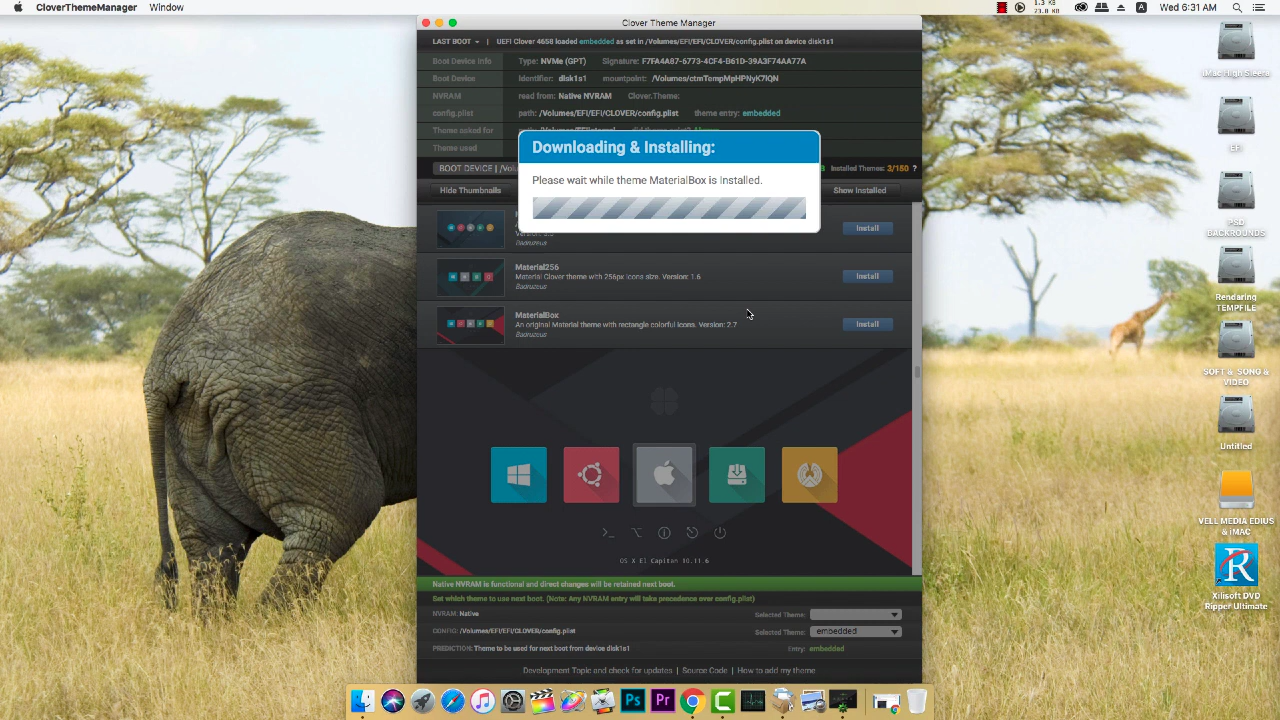 CloverThemeManager Window
Wed 6:31 AM
Clover Theme Manager
LAST BOOT | UEFI Clover 4658 loaded embedded as set in /Volumes/EFI/EFI/CLOVER/config.plist on device disk1s1
Boot Device Info Type: NVMe (GPT) Signature: F7FA4A87-6773-4CF4-B61D-39A3F74AA77A
Boot Device Identifier: disk1s1 mountpoint: /Volumes/ctmTempMpHPNyK7IQN
NVRAM read from: Native NVRAM Clover.Theme:
config.plist path: /Volumes/EFI/EFI/CLOVER/config.plist theme entry: embedded
Theme asked for
Theme used
Downloading & Installing:
Please wait while theme MaterialBox is installed.
BOOT DEVICE | /Volu
B Installed Themes: 3/150 ?
Hide Thumbnails Show Installed
Badruzeus
Install
Material256
Material Clover theme with 256px icons size. Version: 1.6
Badruzeus
Install
MaterialBox
An original Material theme with rectangle colorful icons. Version: 2.7
Badruzeus
Install
OS X El Capitan 10.11.6
Native NVRAM is functional and direct changes will be retained next boot.
Set which theme to use next boot. (Note: Any NVRAM entry will take precedence over config.plist)
NVRAM: Native Selected Theme:
CONFIG: /Volumes/EFI/EFI/CLOVER/config.plist Selected Theme: embedded
PREDICTION: Theme to be used for next boot from device disk1s1 Entry: embedded
Development Topic and check for updates | Source Code | How to add my theme
iMac High Sieera
EFI
PSD
BACKROUNDS
Rendaring
TEMPFILE
SOFT & SONG &
VIDEO
Untitled
VELL MEDIA EDIUS
& iMAC
Xilisoft DVD
Ripper Ultimate
Ps
Pr